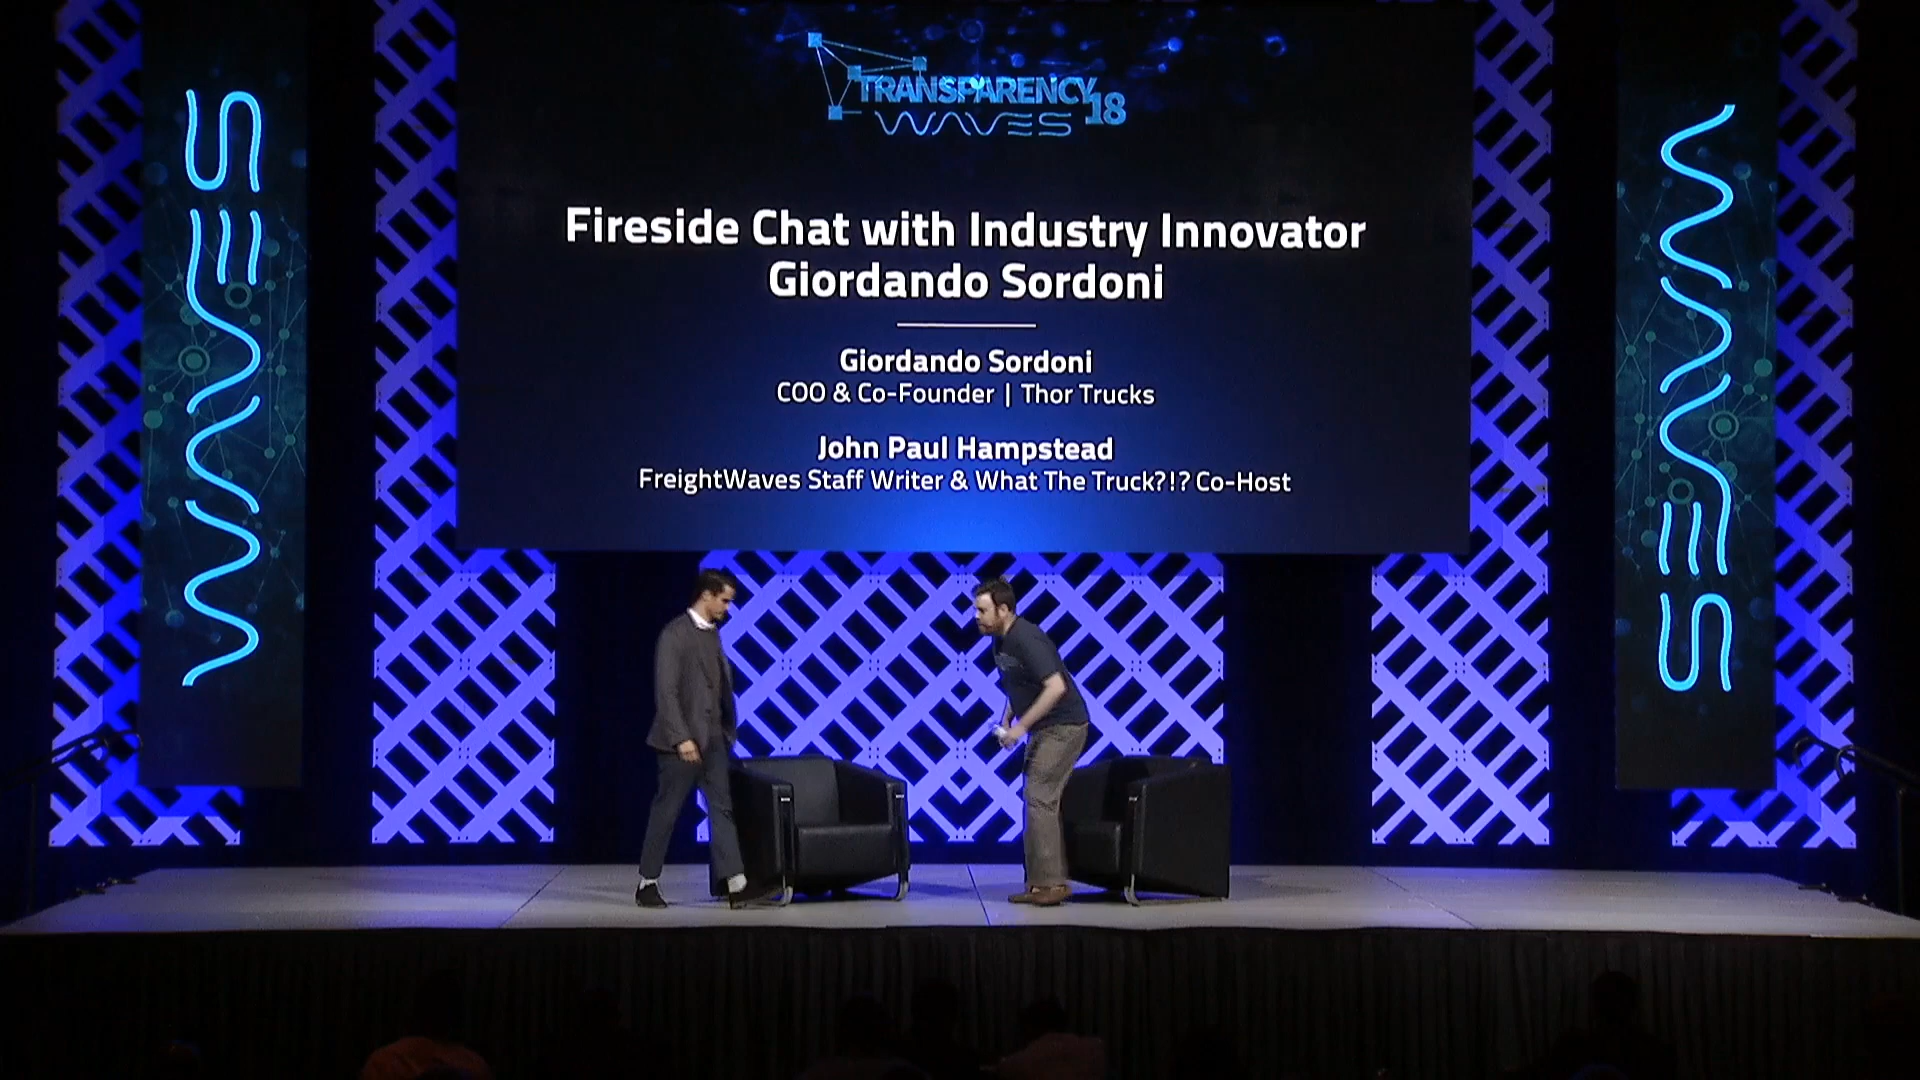 WAVES
TRANSPARENCY18
WAVES
Fireside Chat with Industry Innovator
Giordando Sordoni
Giordando Sordoni
COO & Co-Founder | Thor Trucks
John Paul Hampstead
FreightWaves Staff Writer & What The Truck?!? Co-Host
WAVES